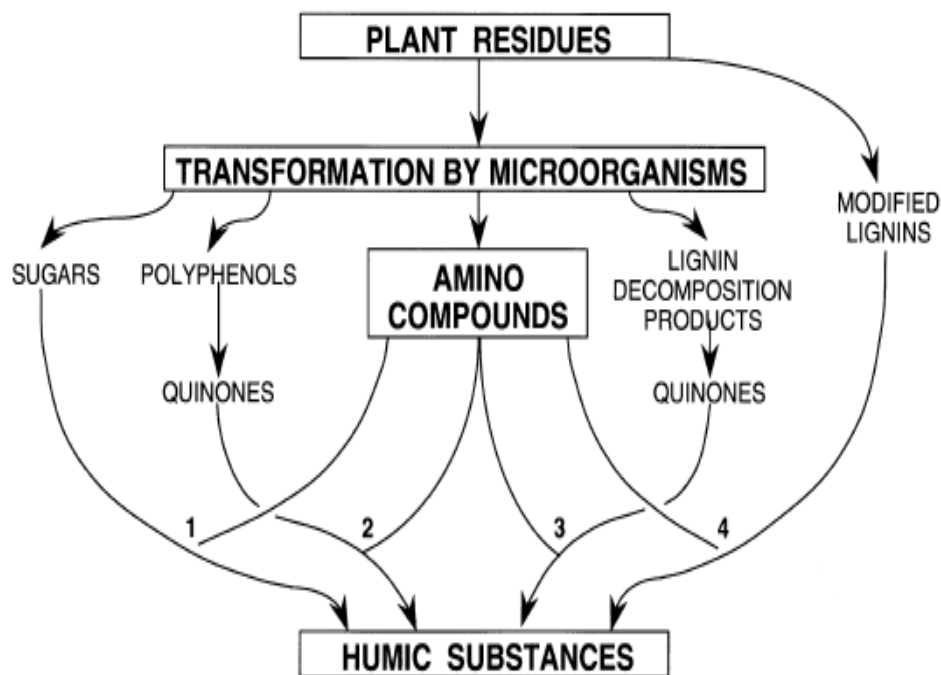 PLANT RESIDUES
TRANSFORMATION BY MICROORGANISMS
MODIFIED
LIGNINS
SUGARS
POLYPHENOLS
AMINO
COMPOUNDS
LIGNIN
DECOMPOSITION
PRODUCTS
QUINONES
QUINONES
1
2
3
4
HUMIC SUBSTANCES